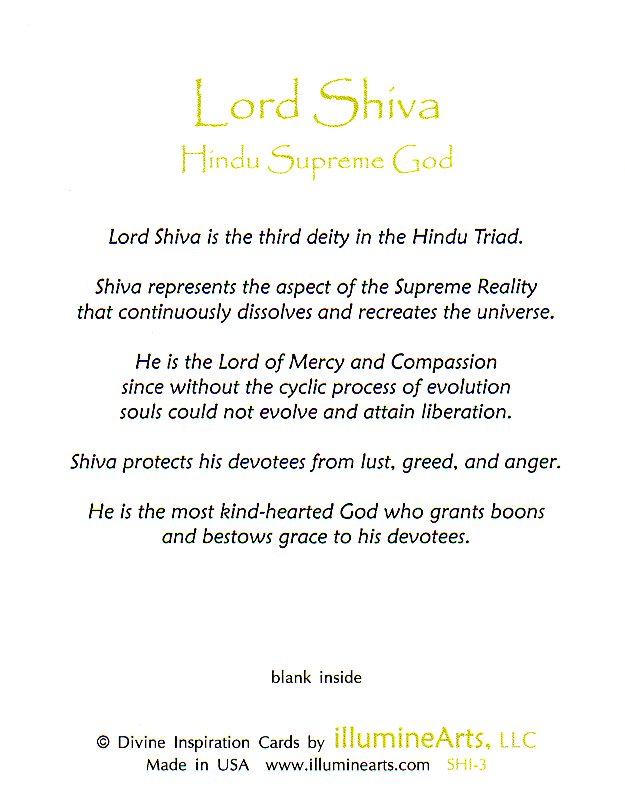 Lord Shiva
Hindu Supreme God
Lord Shiva is the third deity in the Hindu Triad.
Shiva represents the aspect of the Supreme Reality
that continuously dissolves and recreates the universe.
He is the Lord of Mercy and Compassion
since without the cyclic process of evolution
souls could not evolve and attain liberation.
Shiva protects his devotees from lust, greed, and anger.
He is the most kind-hearted God who grants boons
and bestows grace to his devotees.
blank inside
© Divine Inspiration Cards by illumineArts, LLC
Made in USA www.illuminearts.com SHI-3